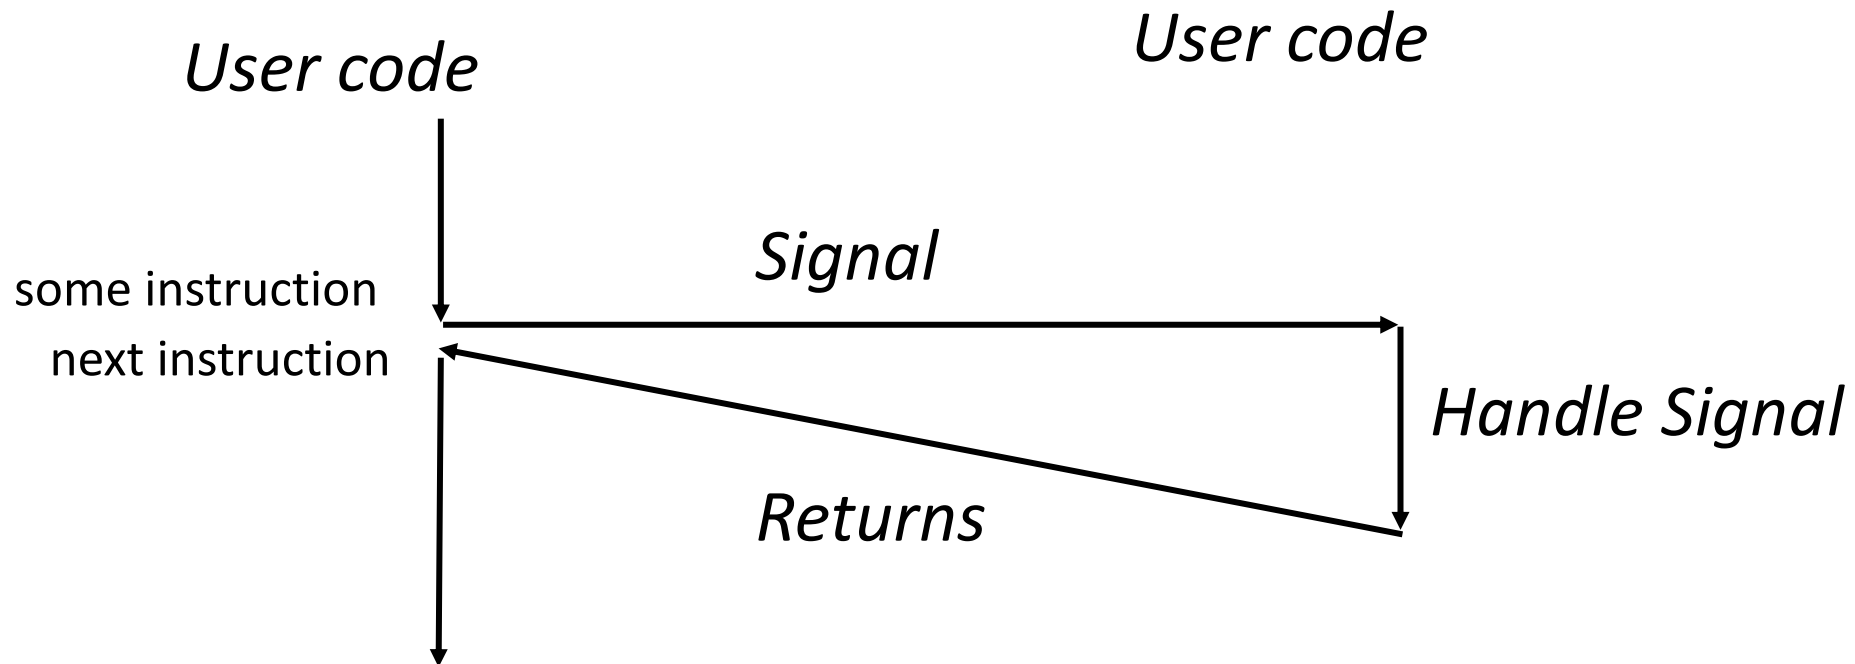 User code
User code
Signal
some instruction
next instruction
Handle Signal
Returns